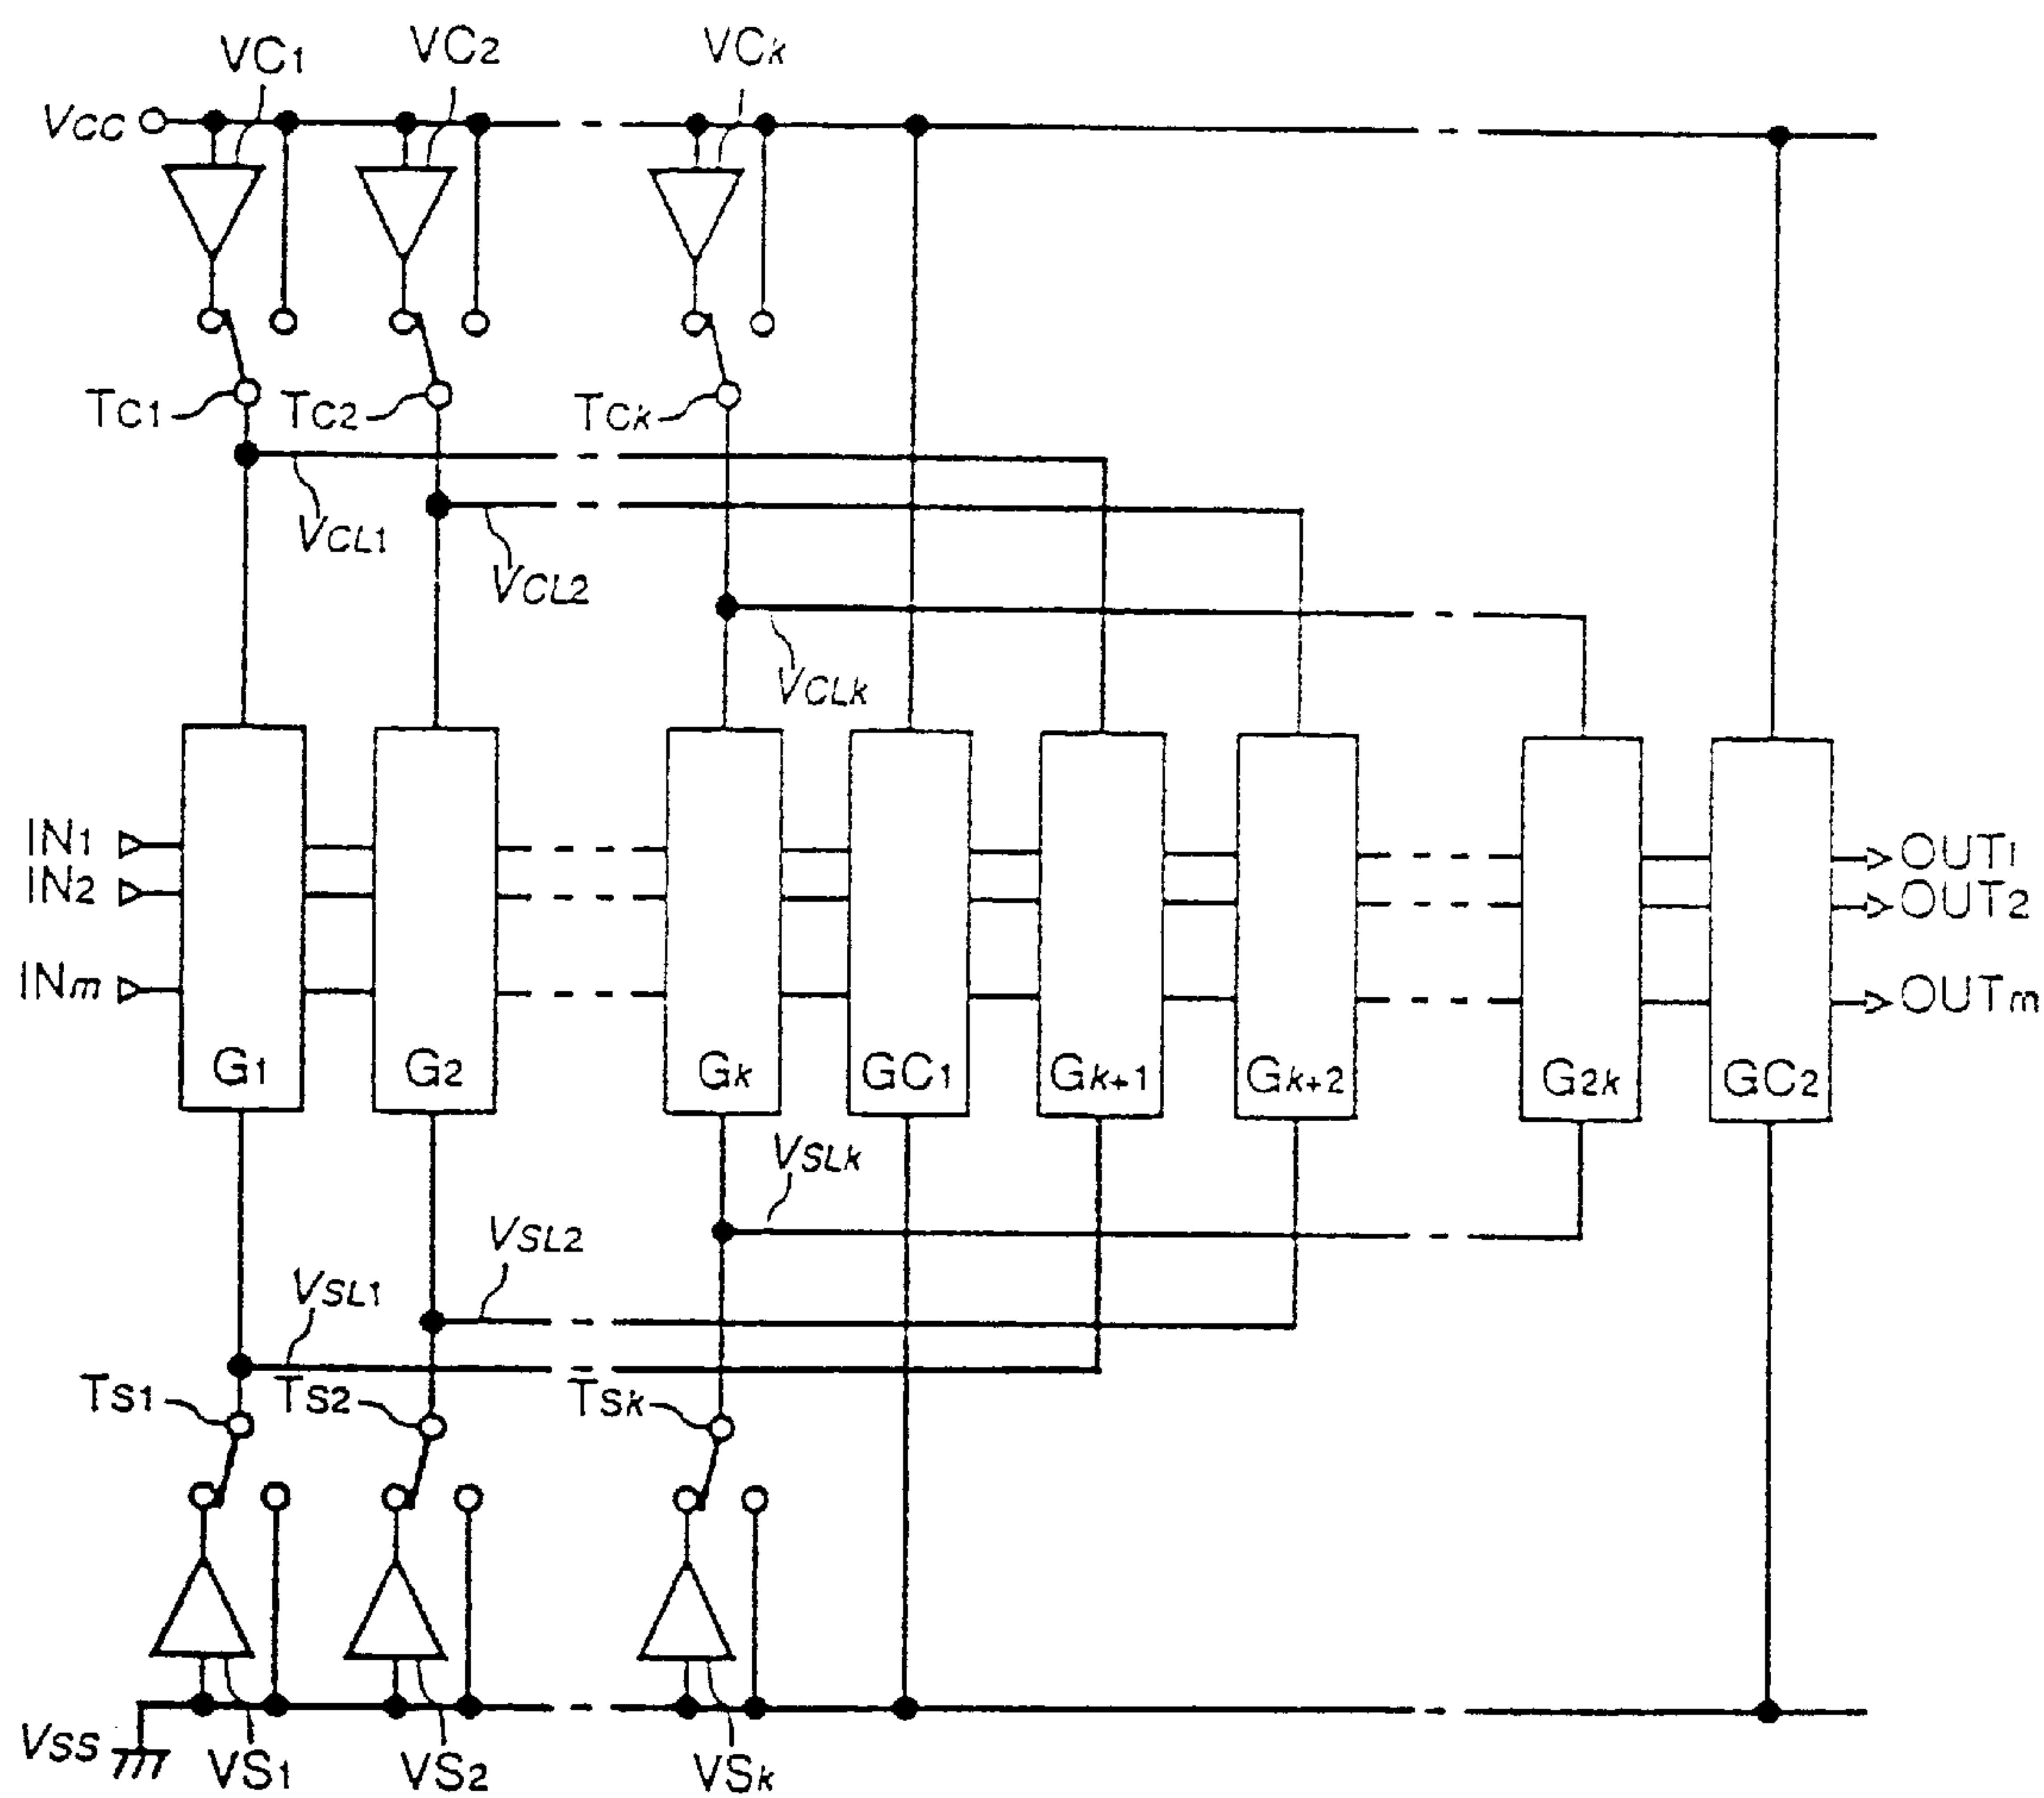 VC1 VC2 VCk
VCC
TC1 TC2 TCk
VCL1
VCL2
VCLk
IN1 OUT1
IN2 OUT2
INm OUTm
G1 G2 Gk GC1 Gk+1 Gk+2 G2k GC2
VSLk
VSL2
VSL1
TS1 TS2 TSk
VSS
VS1 VS2 VSk